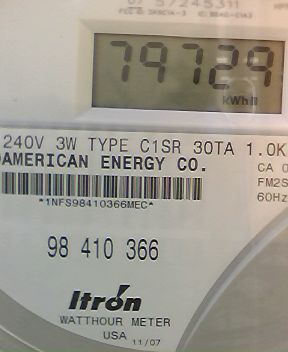 79729
kWh
240V 3W TYPE C1SR 30TA 1.0K
AMERICAN ENERGY CO.
CA 0
FM2S
60Hz
*1NFS98410366MEC*
98 410 366
Itron
WATTHOUR METER
USA 11/07